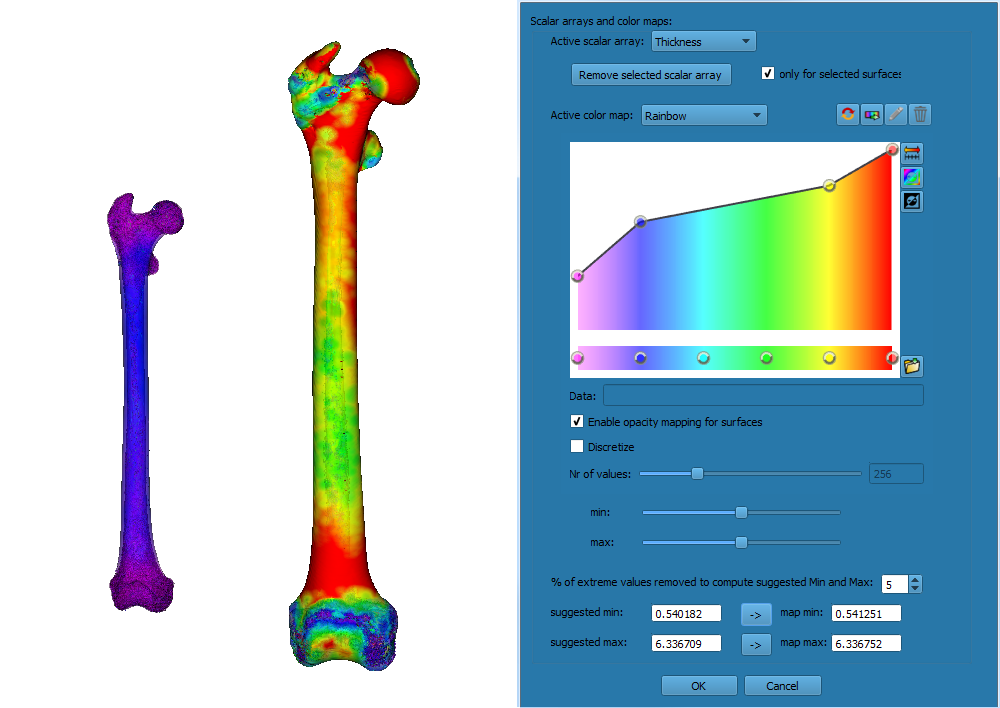 Scalar arrays and color maps:
Active scalar array: Thickness
Remove selected scalar array only for selected surfaces
Active color map: Rainbow
Data:
Enable opacity mapping for surfaces
Discretize
Nr of values: 256
min:
max:
% of extreme values removed to compute suggested Min and Max: 5
suggested min: 0.540182 -> map min: 0.541251
suggested max: 6.336709 -> map max: 6.336752
OK Cancel